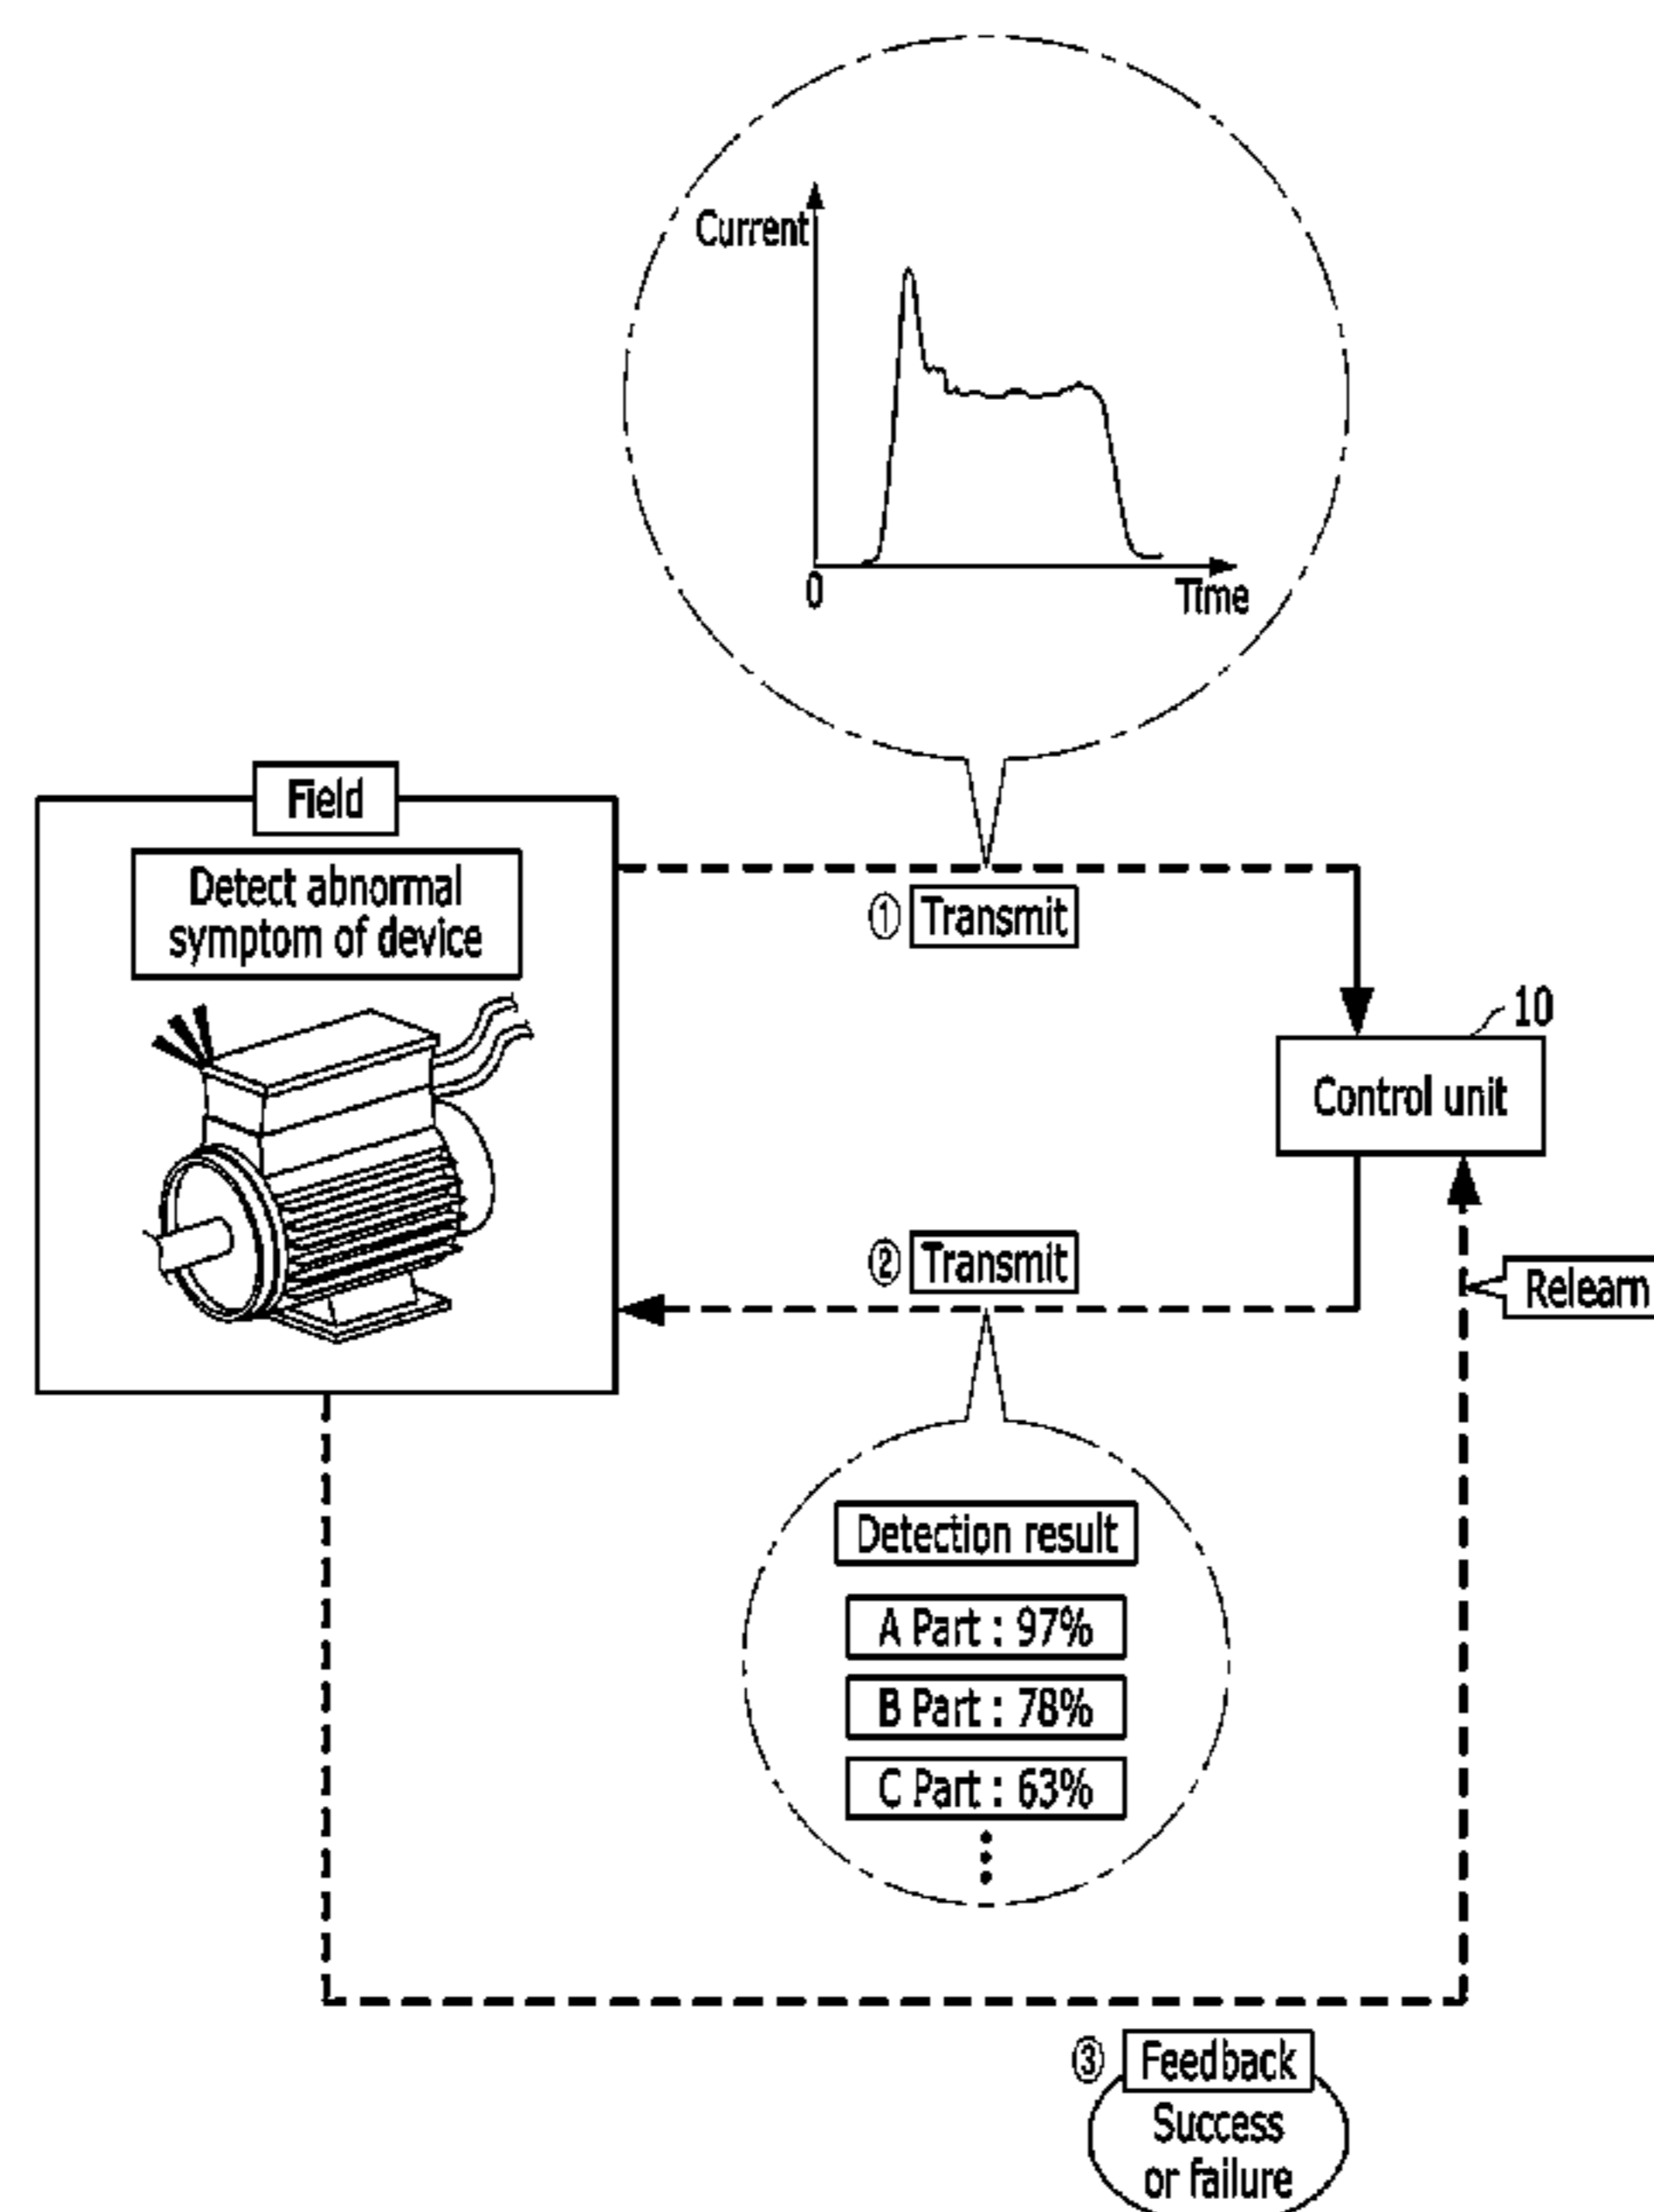 Current
0
Time
Field
Detect abnormal
symptom of device
① Transmit
10
Control unit
② Transmit
Relearn
Detection result
A Part : 97%
B Part : 78%
C Part : 63%
③ Feedback
Success
or failure